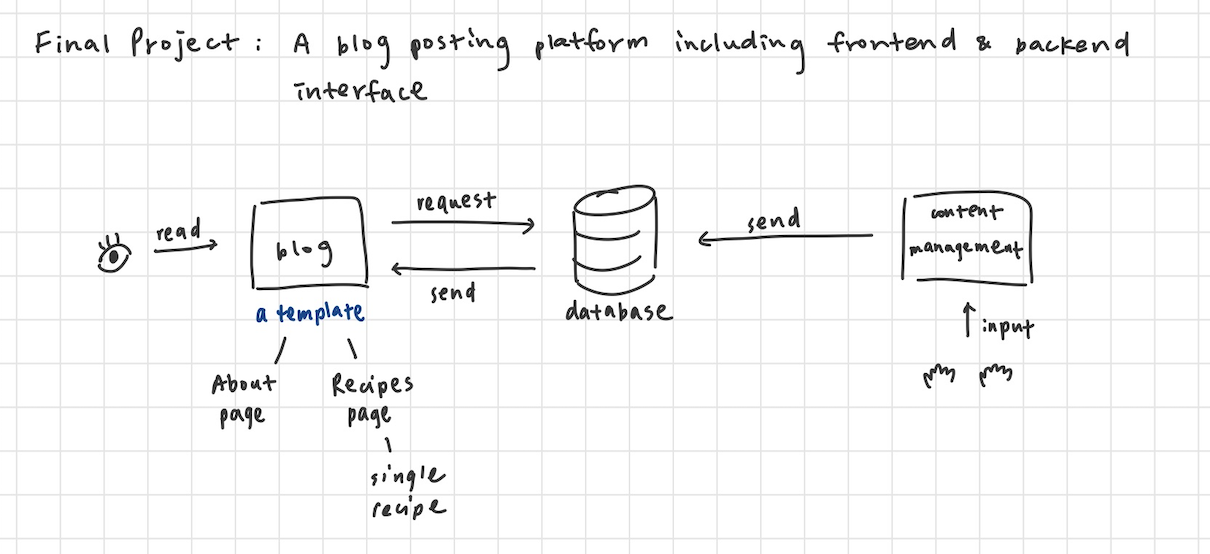 Final Project : A blog posting platform including frontend & backend
interface
request
read
blog
send
a template
About
page
Recipes
page
single
recipe
database
send
content
management
input